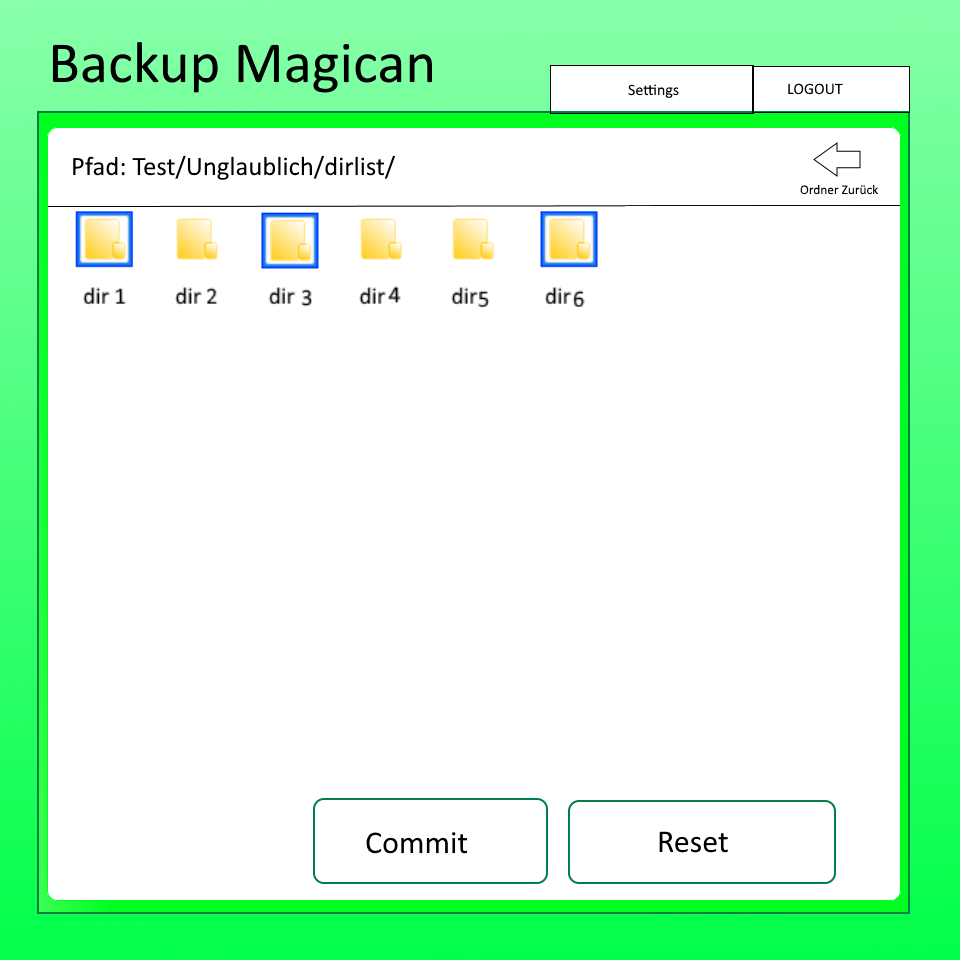 Backup Magican
Settings
LOGOUT
Pfad: Test/Unglaublich/dirlist/
Ordner Zurück
dir 1
dir 2
dir 3
dir 4
dir5
dir6
Commit
Reset